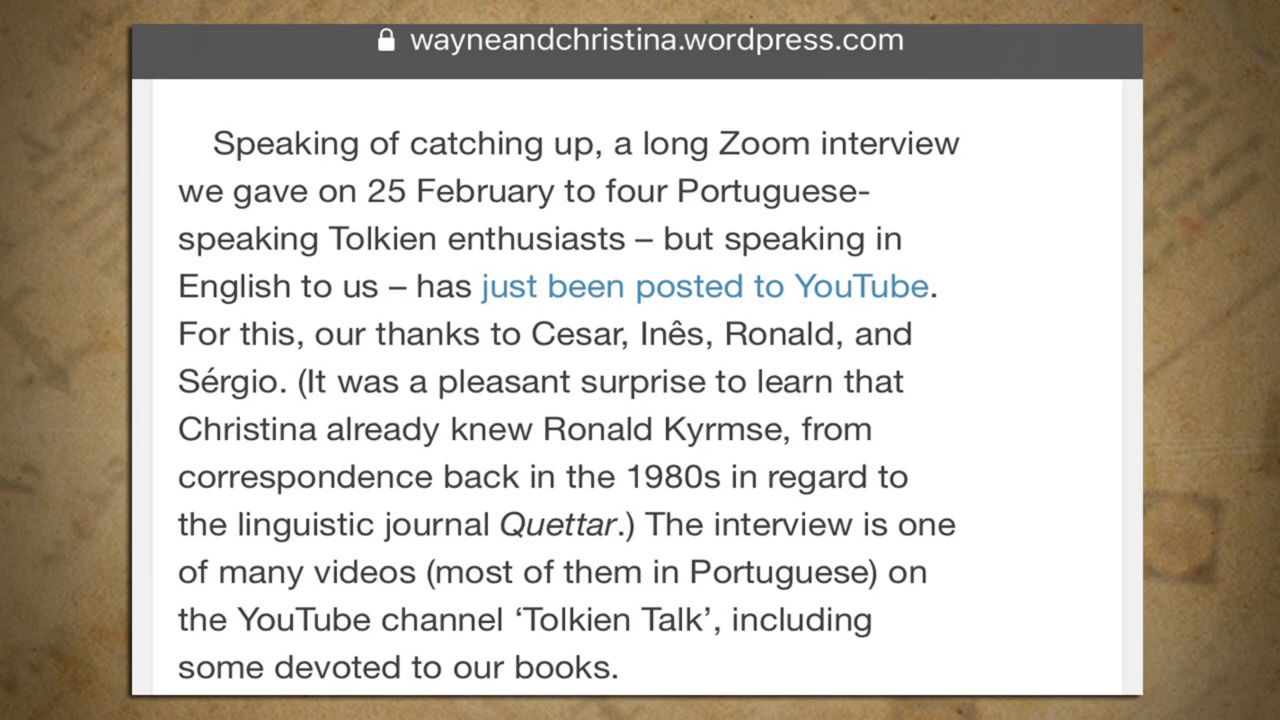 wayneandchristina.wordpress.com
Speaking of catching up, a long Zoom interview
we gave on 25 February to four Portuguese-
speaking Tolkien enthusiasts – but speaking in
English to us – has just been posted to YouTube.
For this, our thanks to Cesar, Inês, Ronald, and
Sérgio. (It was a pleasant surprise to learn that
Christina already knew Ronald Kyrmse, from
correspondence back in the 1980s in regard to
the linguistic journal Quettar.) The interview is one
of many videos (most of them in Portuguese) on
the YouTube channel ‘Tolkien Talk’, including
some devoted to our books.